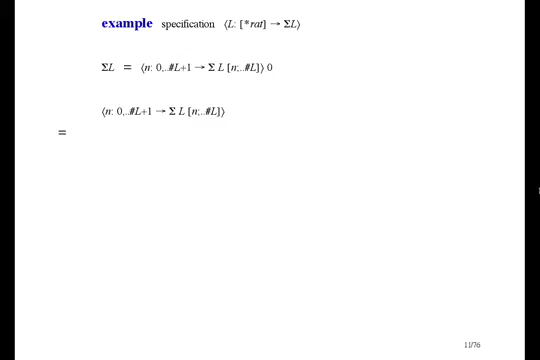 example specification ⟨L: [*rat] → ΣL⟩
ΣL = ⟨n: 0,..#L+1 → Σ L [n;..#L]⟩ 0
⟨n: 0,..#L+1 → Σ L [n;..#L]⟩
=
11/76